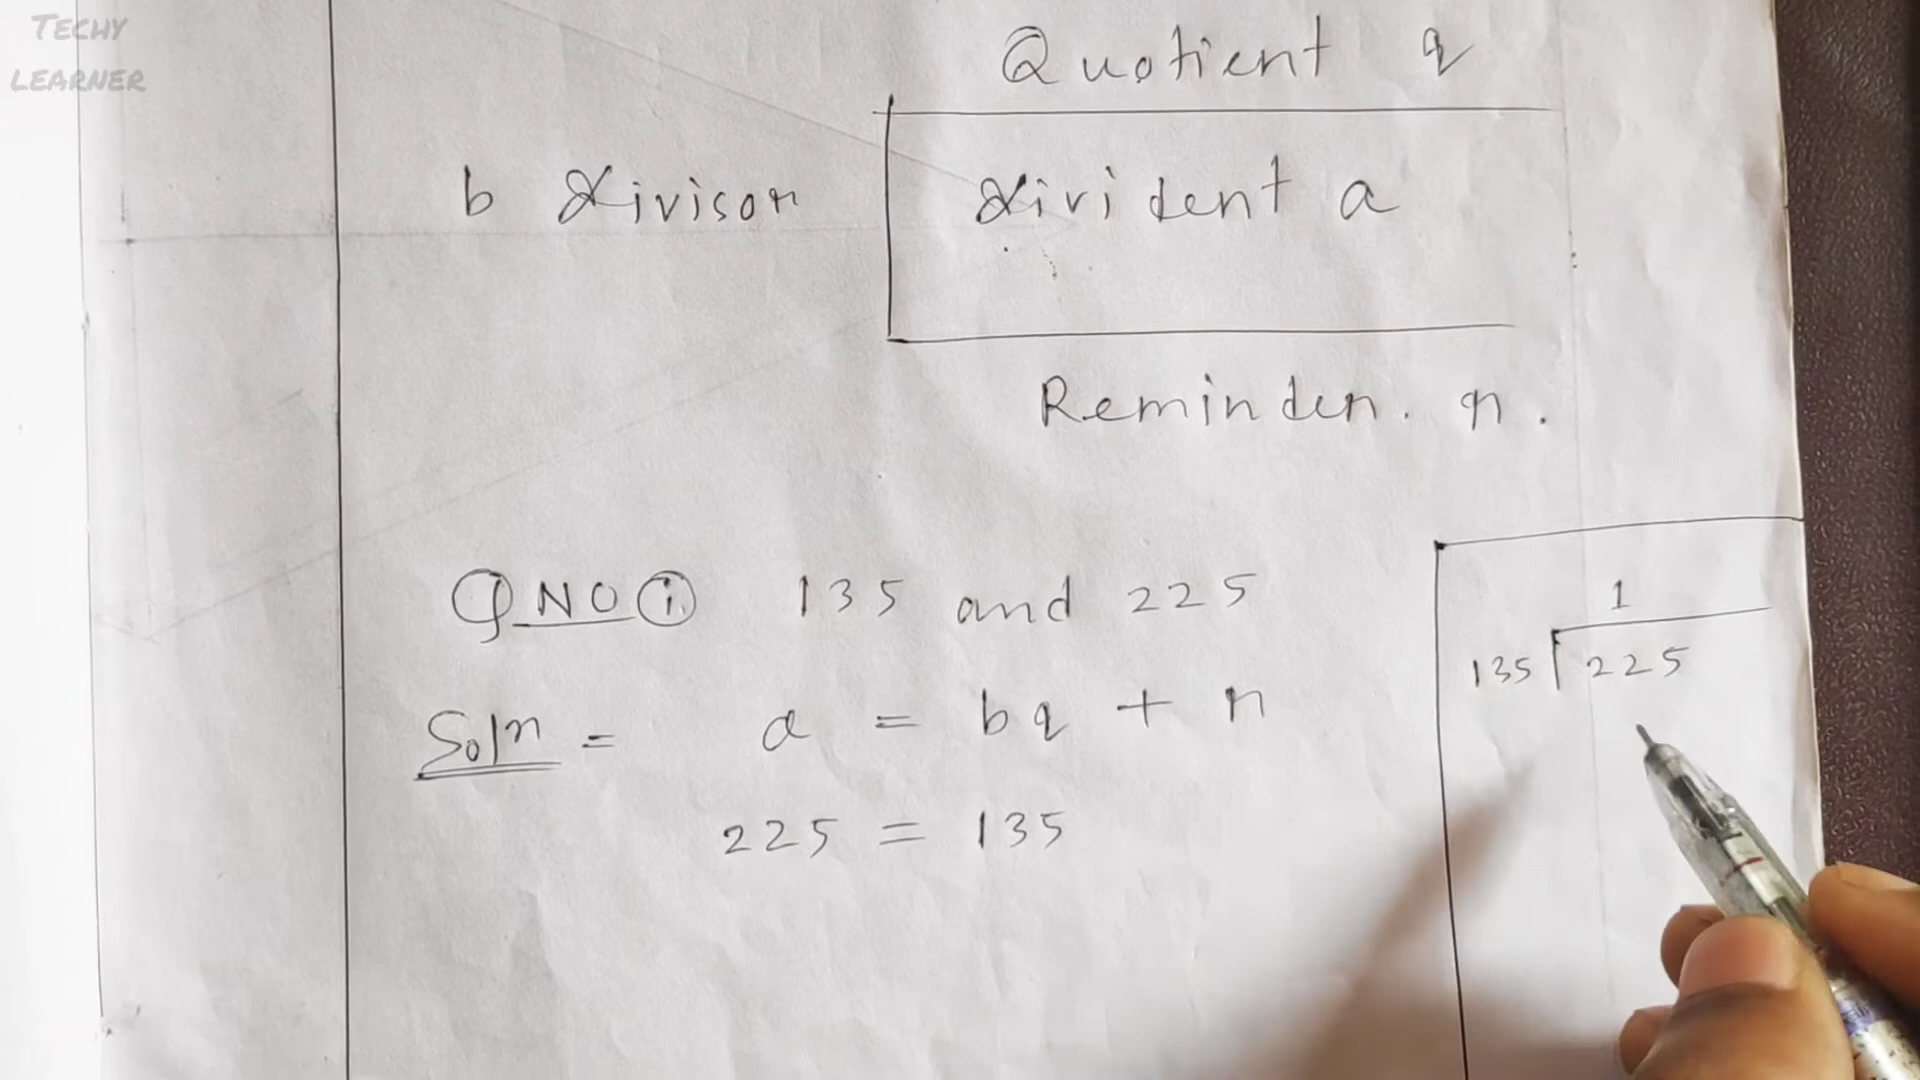 TECHY
LEARNER
Quotient q
b Divisor Divident a
Reminder. r.
Q NO (i) 135 and 225
Soln = a = bq + r
225 = 135
1
135 225